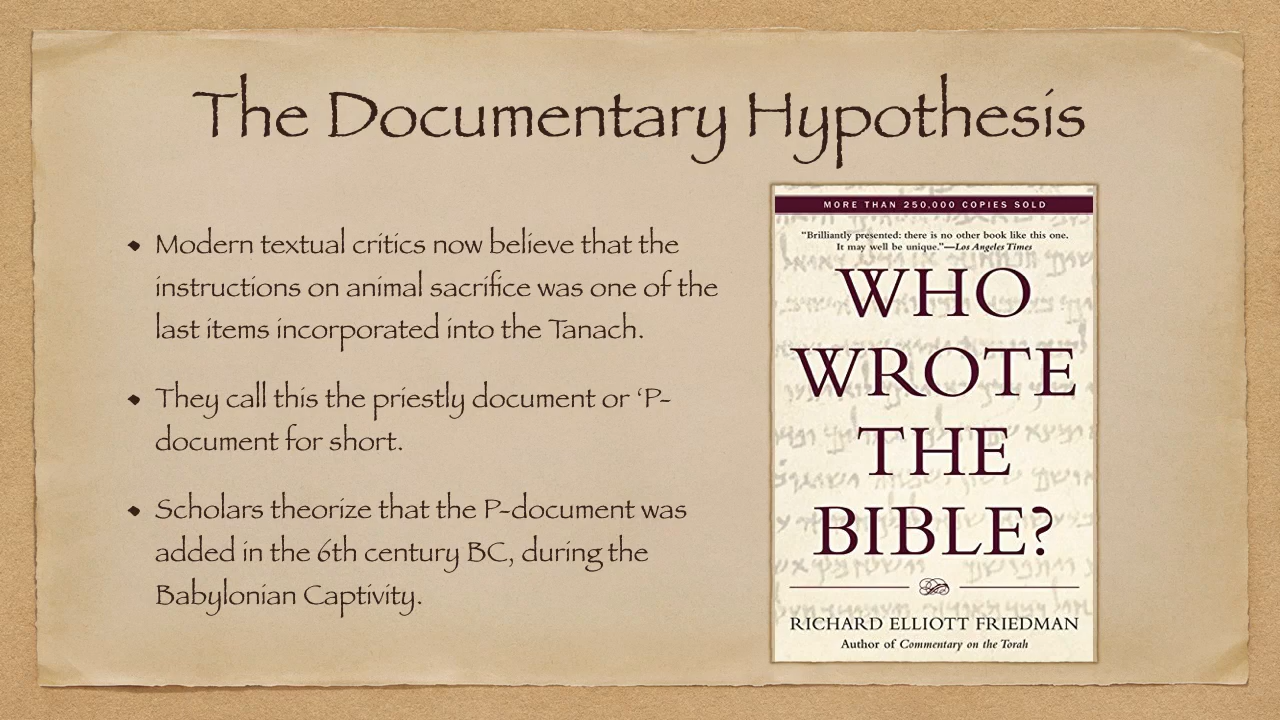 The Documentary Hypothesis
Modern textual critics now believe that the
instructions on animal sacrifice was one of the
last items incorporated into the Tanach.
They call this the priestly document or ‘P-
document for short.
Scholars theorize that the P-document was
added in the 6th century BC, during the
Babylonian Captivity.
MORE THAN 250,000 COPIES SOLD
“Brilliantly presented: there is no other book like this one.
It may well be unique.”—Los Angeles Times
WHO
WROTE
THE
BIBLE?
RICHARD ELLIOTT FRIEDMAN
Author of Commentary on the Torah